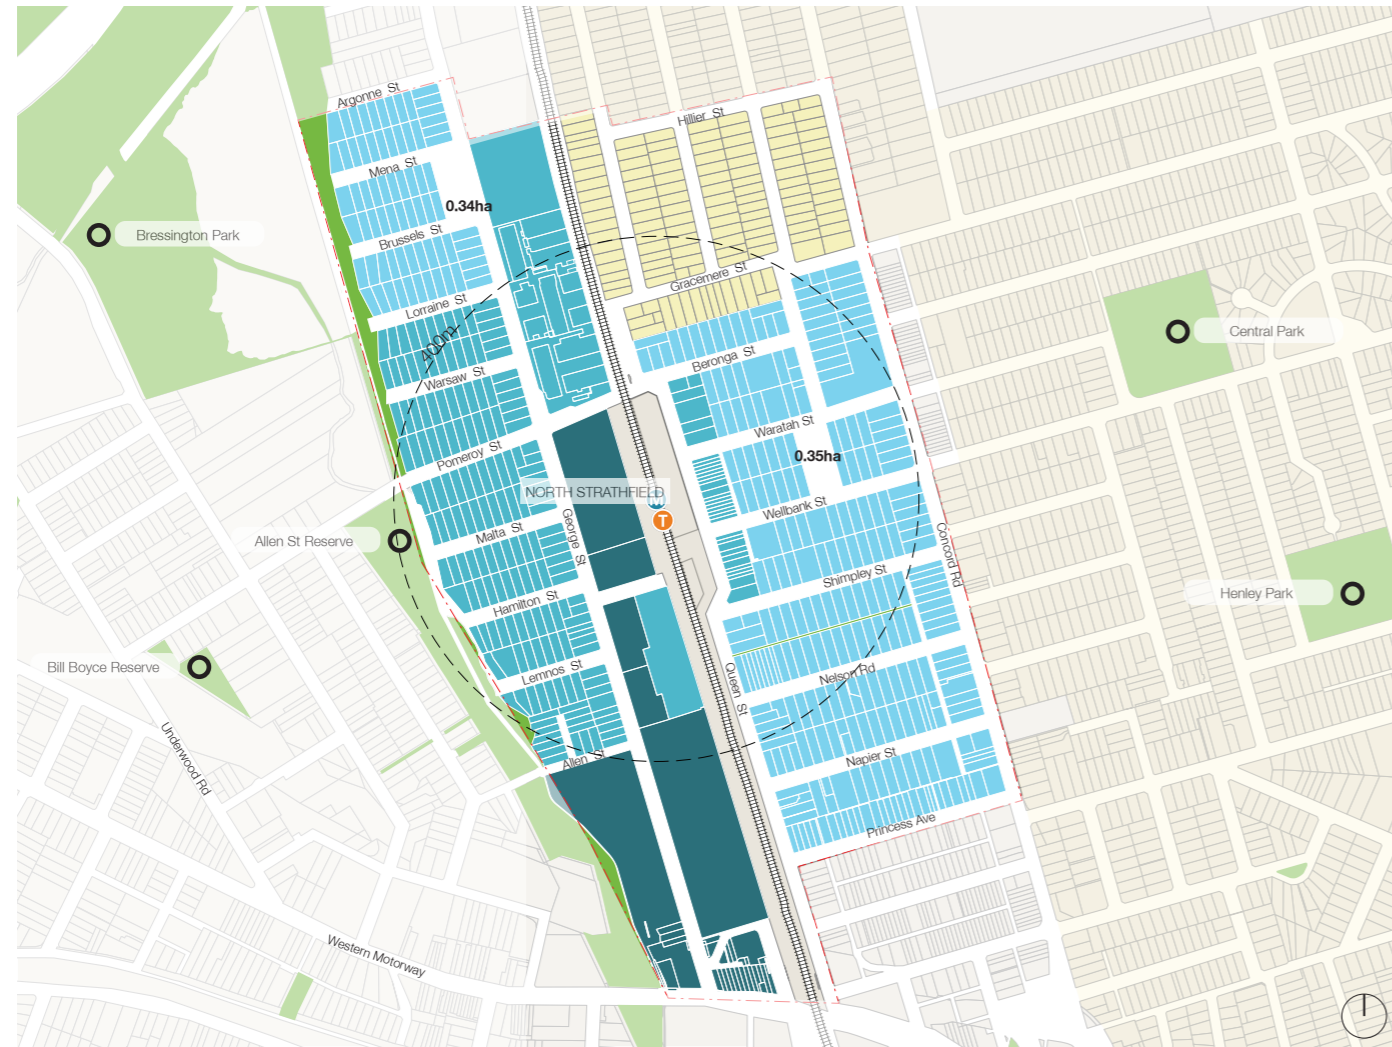 Argonne St
Hillier St
Mena St
0.34ha
Bressington Park
Brussels St
Gracemere St
Lorraine St
400m
Central Park
Beronga St
Warsaw St
Waratah St
Pomeroy St
0.35ha
NORTH STRATHFIELD
M
T
Wellbank St
George St
Malta St
Allen St Reserve
Concord Rd
Shimpley St
Hamilton St
Henley Park
Bill Boyce Reserve
Lemnos St
Nelson Rd
Queen St
Underwood Rd
Allen St
Napier St
Princess Ave
Western Motorway